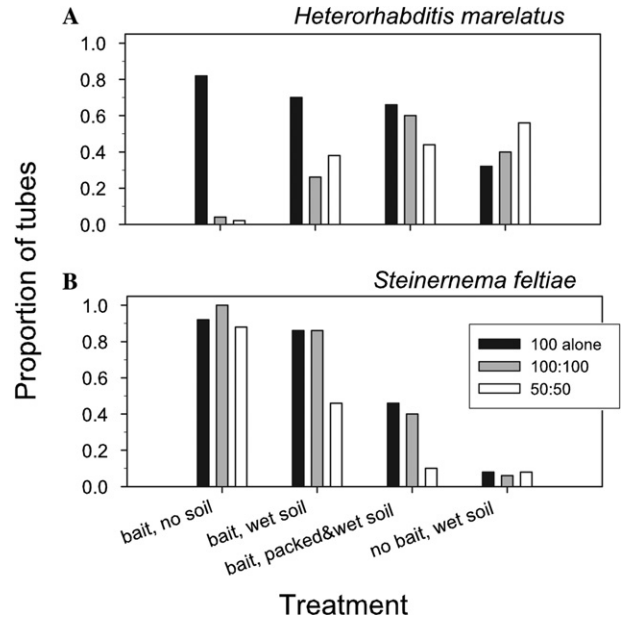 A
Heterorhabditis marelatus
1.0
0.8
0.6
0.4
0.2
0.0
Proportion of tubes
B
Steinernema feltiae
1.0
0.8
0.6
0.4
0.2
0.0
100 alone
100:100
50:50
bait, no soil
bait, wet soil
bait, packed&wet soil
no bait, wet soil
Treatment